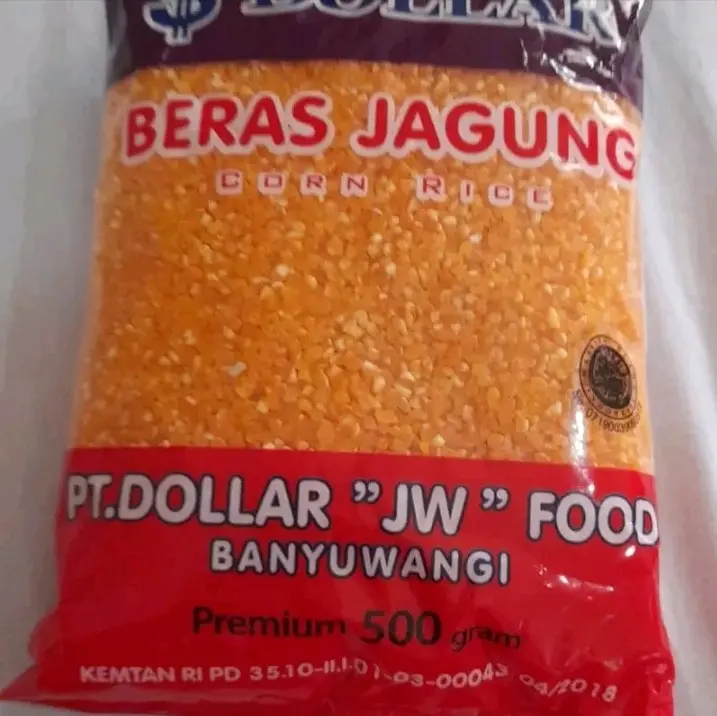 $ DOLLAR
BERAS JAGUNG
CORN RICE
PT.DOLLAR "JW" FOOD
BANYUWANGI
Premium 500 gram
KEMTAN RI PD 35.10-II.I-01-03-00043 04/2018